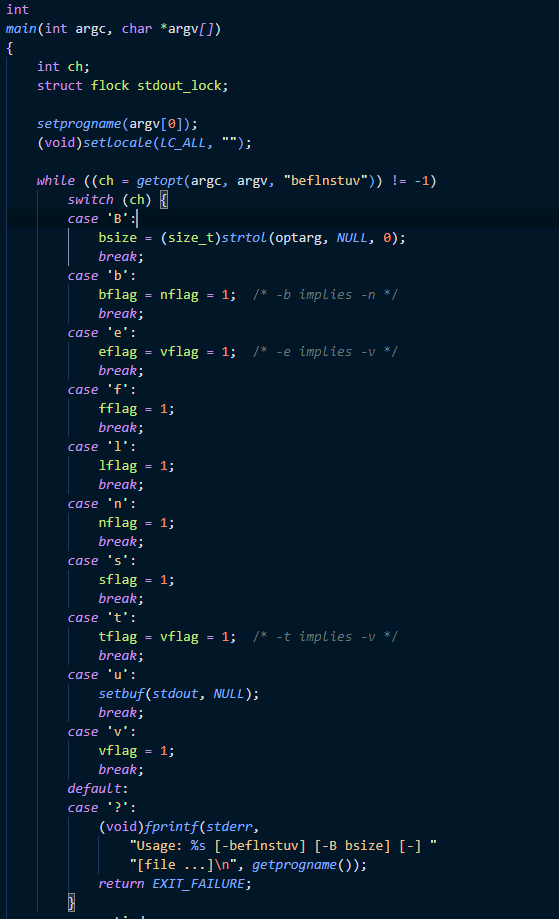 int
main(int argc, char *argv[])
{
    int ch;
    struct flock stdout_lock;

    setprogname(argv[0]);
    (void)setlocale(LC_ALL, "");

    while ((ch = getopt(argc, argv, "beflnstuv")) != -1)
        switch (ch) {
        case 'B':
            bsize = (size_t)strtol(optarg, NULL, 0);
            break;
        case 'b':
            bflag = nflag = 1;  /* -b implies -n */
            break;
        case 'e':
            eflag = vflag = 1;  /* -e implies -v */
            break;
        case 'f':
            fflag = 1;
            break;
        case 'l':
            lflag = 1;
            break;
        case 'n':
            nflag = 1;
            break;
        case 's':
            sflag = 1;
            break;
        case 't':
            tflag = vflag = 1;  /* -t implies -v */
            break;
        case 'u':
            setbuf(stdout, NULL);
            break;
        case 'v':
            vflag = 1;
            break;
        default:
        case '?':
            (void)fprintf(stderr,
                "Usage: %s [-beflnstuv] [-B bsize] [-] "
                "[file ...]\n", getprogname());
            return EXIT_FAILURE;
        }